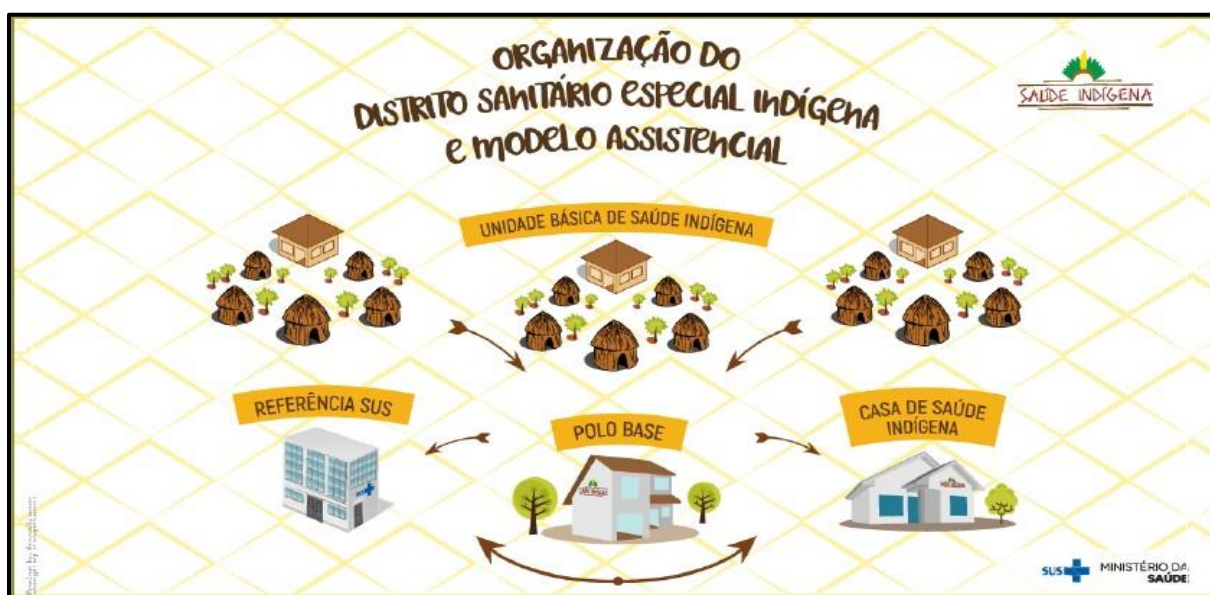 ORGANIZAÇÃO DO
DISTRITO SANITÁRIO ESPECIAL INDÍGENA
E MODELO ASSISTENCIAL
SAÚDE INDÍGENA
UNIDADE BÁSICA DE SAÚDE INDÍGENA
REFERÊNCIA SUS
POLO BASE
CASA DE SAÚDE
INDÍGENA
SUS
SUS
MINISTÉRIO DA
SAÚDE